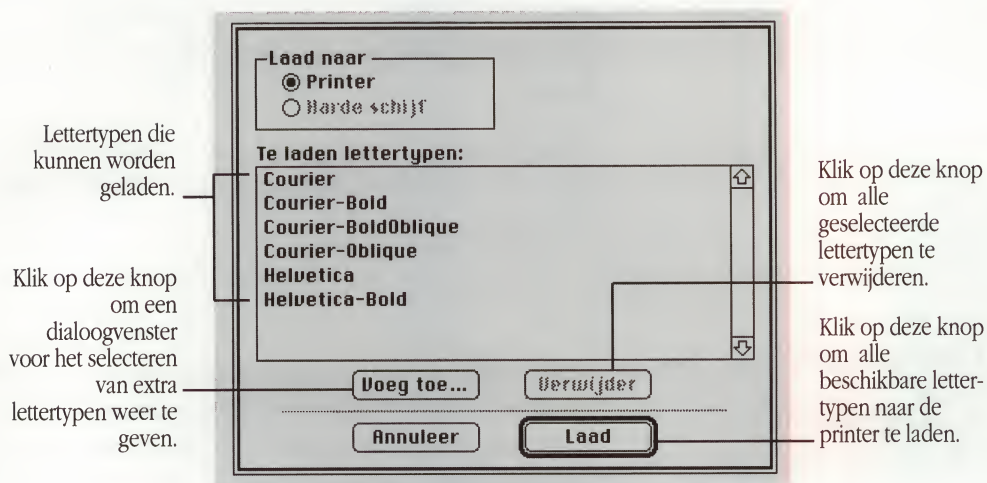 Laad naar
Printer
Harde schijf
Te laden lettertypen:
Courier
Courier-Bold
Courier-BoldOblique
Courier-Oblique
Helvetica
Helvetica-Bold
Voeg toe...
Verwijder
Annuleer
Laad
Lettertypen die
kunnen worden
geladen.
Klik op deze knop
om een
dialoogvenster
voor het selecteren
van extra
lettertypen weer te
geven.
Klik op deze knop
om alle
geselecteerde
lettertypen te
verwijderen.
Klik op deze knop
om alle
beschikbare letter-
typen naar de
printer te laden.